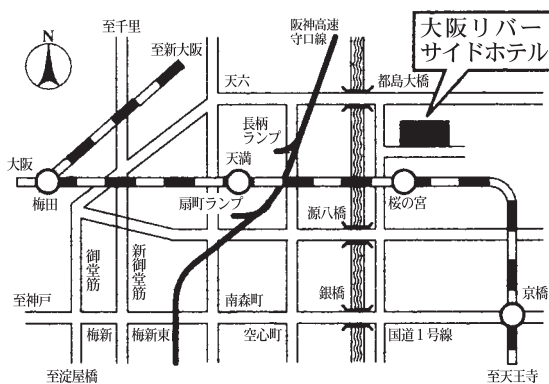 至千里
阪神高速
守口線
大阪リバー
サイドホテル
N
至新大阪
天六
都島大橋
長柄
ランプ
大阪
天満
梅田
扇町ランプ
源八橋
桜の宮
御堂筋
新御堂筋
至神戸
南森町
銀橋
京橋
梅新
梅新東
空心町
国道1号線
至淀屋橋
至天王寺